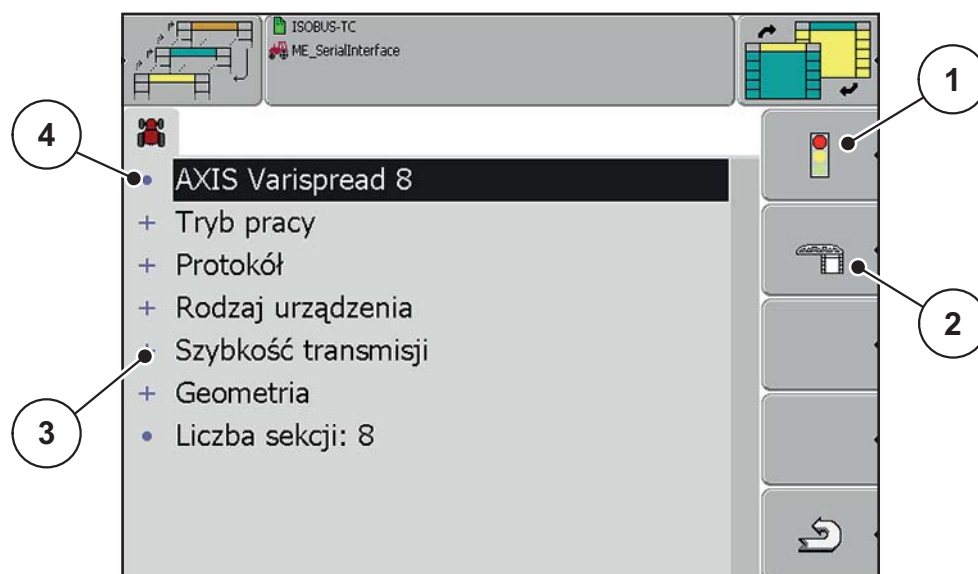 ISOBUS-TC
ME_SerialInterface
1
4
AXIS Varispread 8
+ Tryb pracy
+ Protokół
+ Rodzaj urządzenia
2
+ Szybkość transmisji
3
+ Geometria
Liczba sekcji: 8